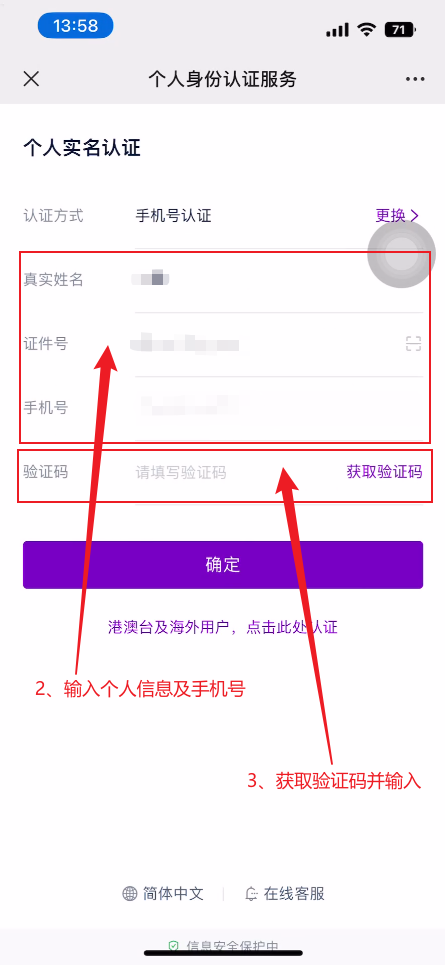 13:58
71
个人身份认证服务
个人实名认证
认证方式 手机号认证 更换
真实姓名
证件号
手机号
验证码 请填写验证码 获取验证码
确定
港澳台及海外用户，点击此处认证
2、输入个人信息及手机号
3、获取验证码并输入
简体中文 在线客服
信息安全保护中